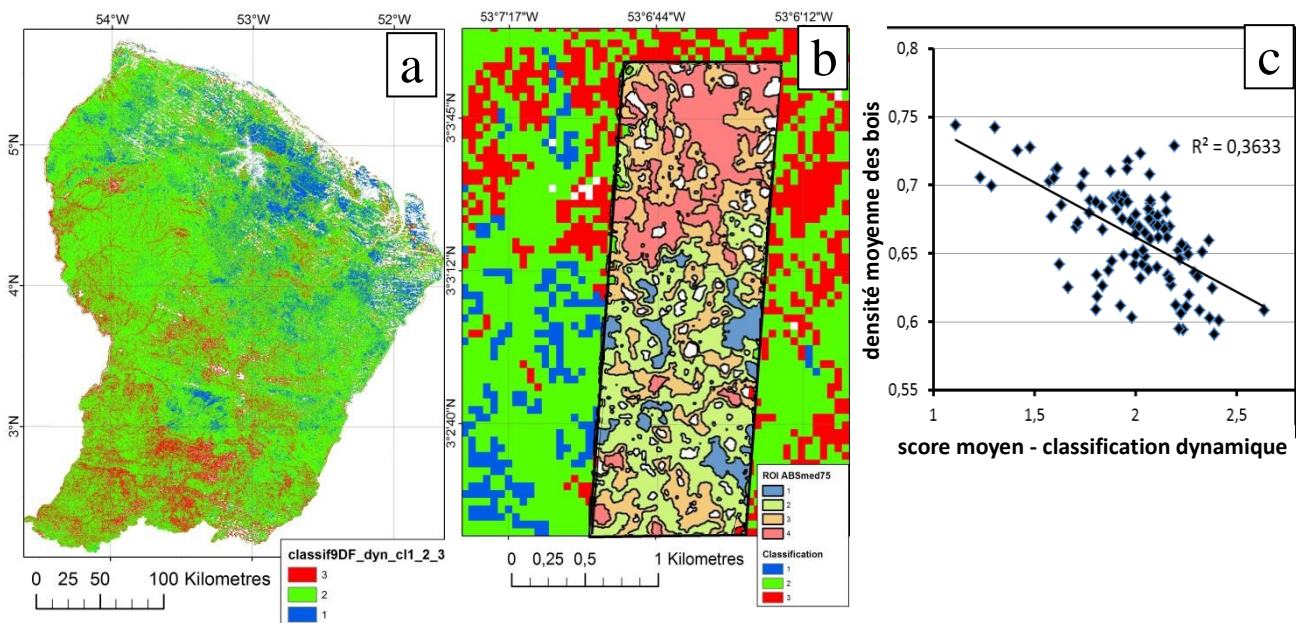 54°W
53°W
52°W
a
5°N
4°N
3°N
classif9DF_dyn_cl1_2_3
3
2
1
0 25 50 100 Kilometres
53°7'17"W
53°6'44"W
53°6'12"W
b
3°3'45"N
3°3'12"N
3°2'40"N
ROI ABSmed75
1
2
3
4
Classification
1
2
3
0 0,25 0,5 1 Kilometres
c
densité moyenne des bois
0,8
0,75
0,7
0,65
0,6
0,55
R² = 0,3633
1 1,5 2 2,5
score moyen - classification dynamique